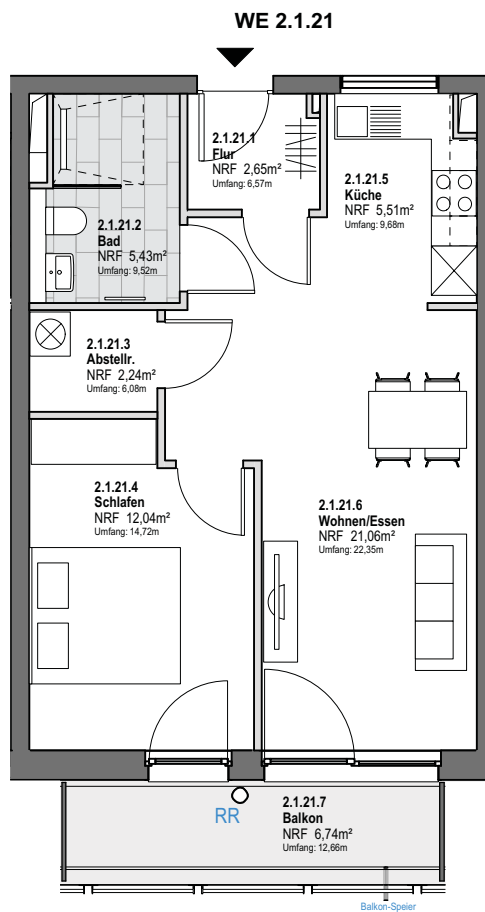 WE 2.1.21
2.1.21.1
Flur
NRF 2,65m²
Umfang: 6,57m
2.1.21.5
Küche
NRF 5,51m²
Umfang: 9,68m
2.1.21.2
Bad
NRF 5,43m²
Umfang: 9,52m
2.1.21.3
Abstellr.
NRF 2,24m²
Umfang: 6,08m
2.1.21.4
Schlafen
NRF 12,04m²
Umfang: 14,72m
2.1.21.6
Wohnen/Essen
NRF 21,06m²
Umfang: 22,35m
RR
2.1.21.7
Balkon
NRF 6,74m²
Umfang: 12,66m
Balkon-Speier